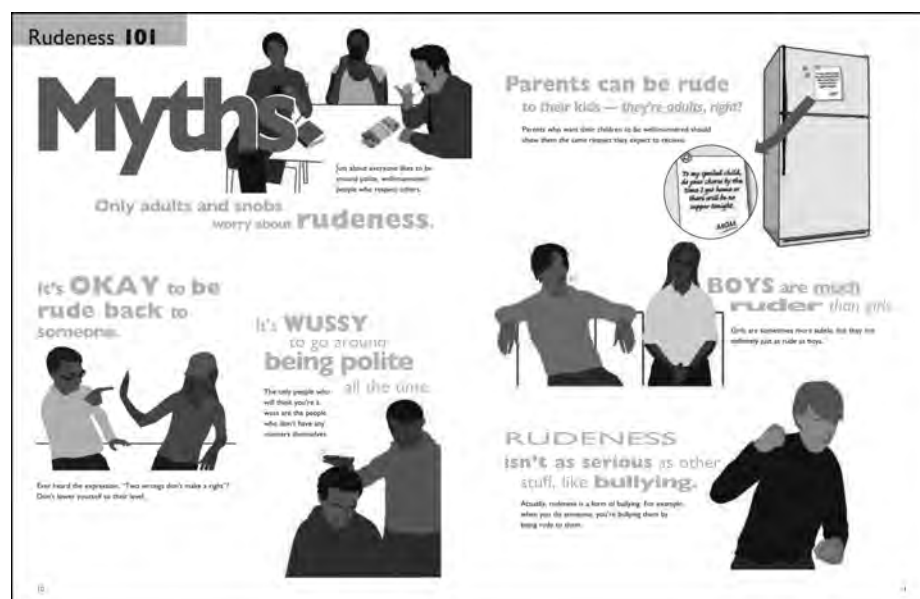 Rudeness 101
Myths
Just about everyone likes to be
around polite, well-mannered
people who respect others.
Only adults and snobs
worry about rudeness.
It's OKAY to be
rude back to
someone.
Ever heard the expression, "Two wrongs don't make a right"?
Don't lower yourself to their level.
It's WUSSY
to go around
being polite
all the time.
The only people who
will think you're a
wuss are the people
who don't have any
manners themselves.
10
Parents can be rude
to their kids — they're adults, right?
Parents who want their children to be well-mannered should
show them the same respect they expect to receive.
To my spoiled child,
do your chores by the
time I get home or
there will be no
supper tonight.
MOM
BOYS are much
ruder than girls.
Girls are sometimes more subtle, but they are
definitely just as rude as boys.
RUDENESS
isn't as serious as other
stuff, like bullying.
Actually, rudeness is a form of bullying. For example,
when you dis someone, you're bullying them by
being rude to them.
11